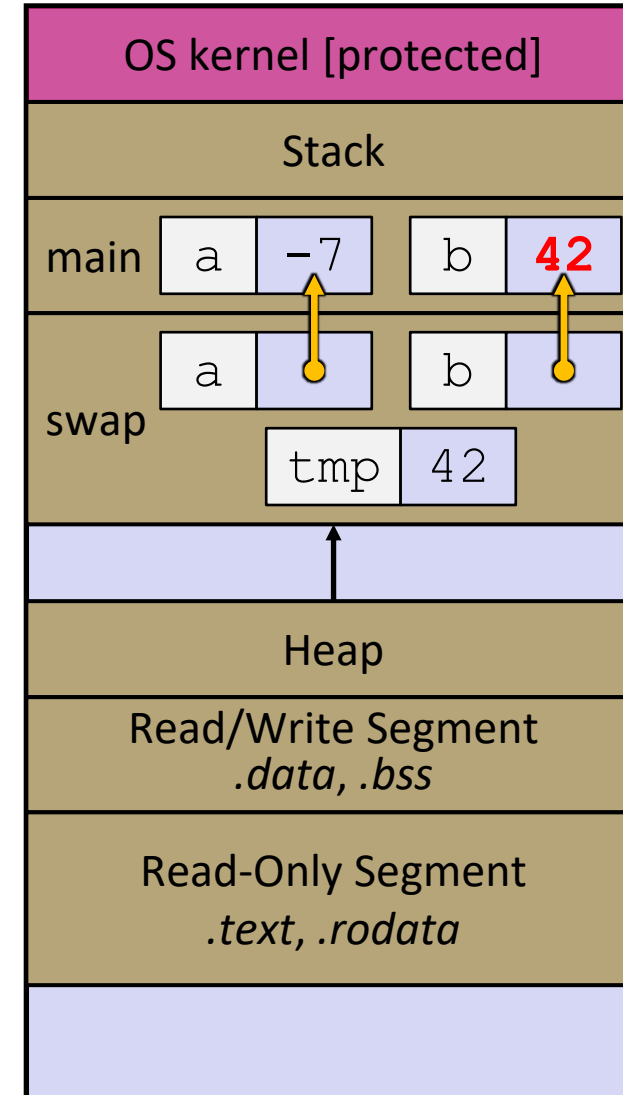 OS kernel [protected]
Stack
main a -7 b 42
a b
swap
tmp 42
Heap
Read/Write Segment
.data, .bss
Read-Only Segment
.text, .rodata